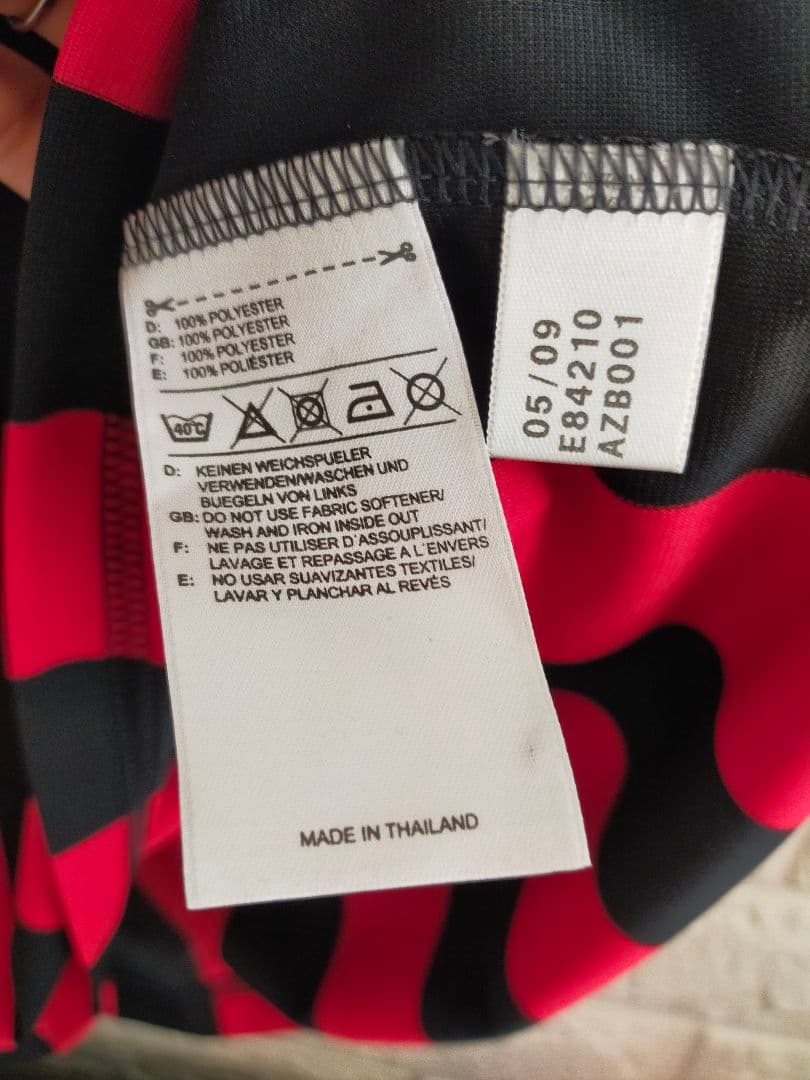 D: 100% POLYESTER
GB: 100% POLYESTER
F: 100% POLYESTER
E: 100% POLIÉSTER
40°C
D: KEINEN WEICHSPUELER
VERWENDEN/WASCHEN UND
BUEGELN VON LINKS
GB: DO NOT USE FABRIC SOFTENER/
WASH AND IRON INSIDE OUT
F: NE PAS UTILISER D'ASSOUPLISSANT/
LAVAGE ET REPASSAGE A L'ENVERS
E: NO USAR SUAVIZANTES TEXTILES/
LAVAR Y PLANCHAR AL REVÉS
MADE IN THAILAND
05/09
E84210
AZB001